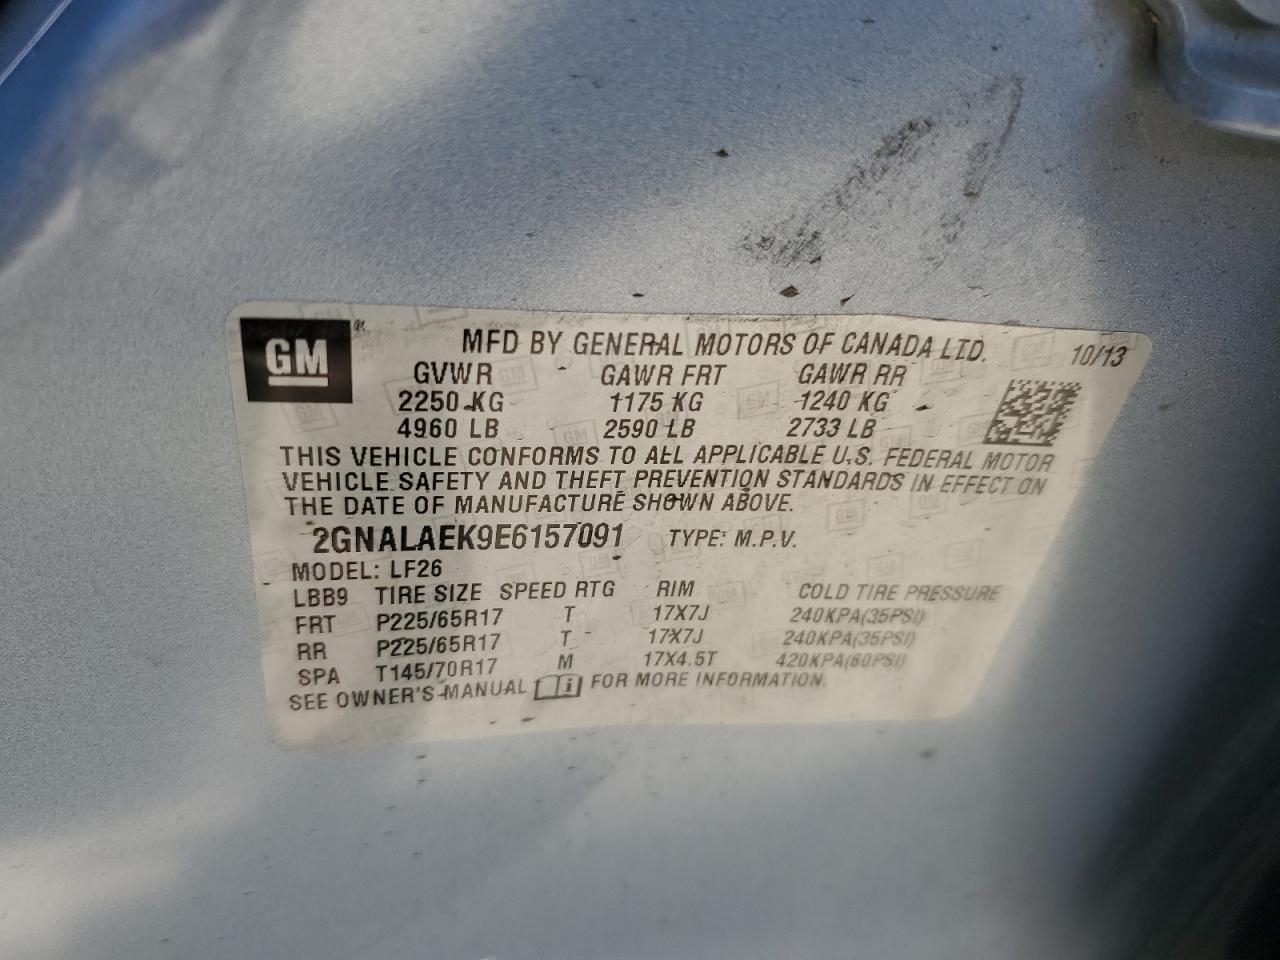 GM
MFD BY GENERAL MOTORS OF CANADA LTD. 10/13
GVWR GAWR FRT GAWR RR
2250 KG 1175 KG 1240 KG
4960 LB 2590 LB 2733 LB
THIS VEHICLE CONFORMS TO ALL APPLICABLE U.S. FEDERAL MOTOR
VEHICLE SAFETY AND THEFT PREVENTION STANDARDS IN EFFECT ON
THE DATE OF MANUFACTURE SHOWN ABOVE.
2GNALAEK9E6157091 TYPE: M.P.V.
MODEL: LF26
LBB9 TIRE SIZE SPEED RTG RIM COLD TIRE PRESSURE
FRT P225/65R17 T 17X7J 240KPA(35PSI)
RR P225/65R17 T 17X7J 240KPA(35PSI)
SPA T145/70R17 M 17X4.5T 420KPA(60PSI)
SEE OWNER'S MANUAL i FOR MORE INFORMATION.